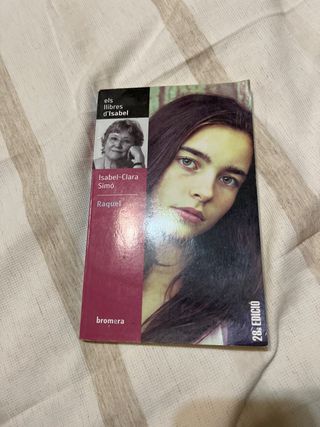 els
llibres
d'Isabel
Isabel-Clara
Simó
Raquel
bromera
28a EDICIÓ